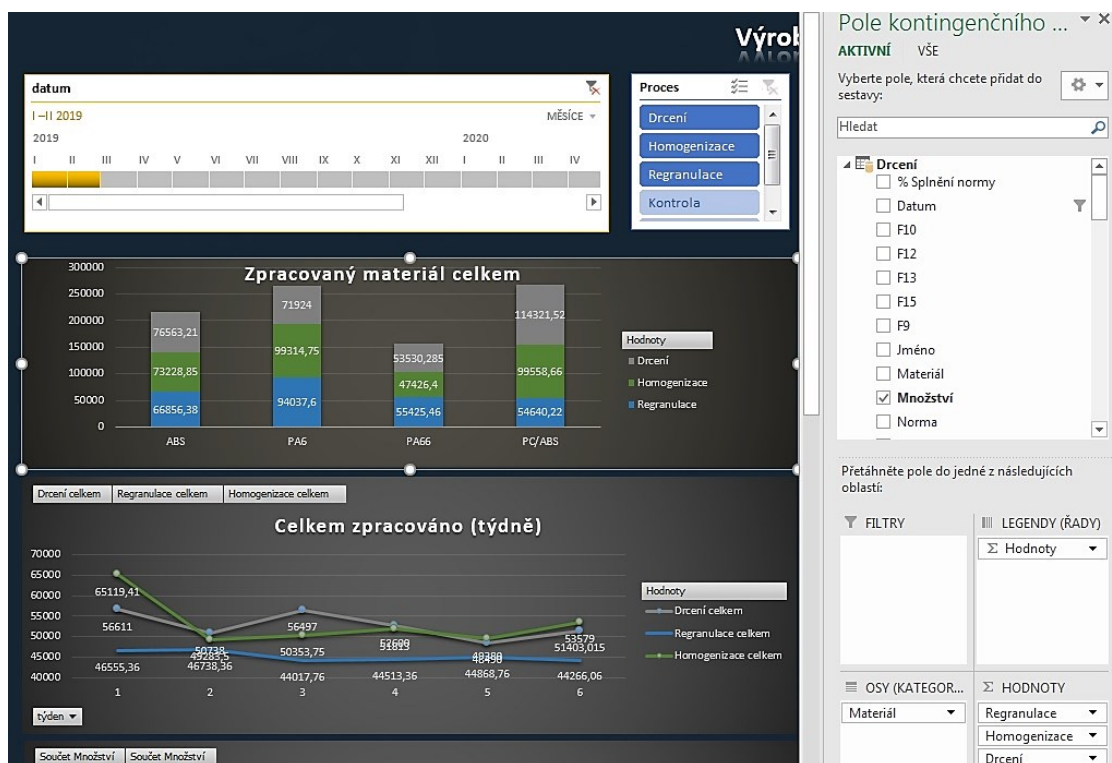 Výrob
datum
I –II 2019
MĚSÍCE
2019
2020
I II III IV V VI VII VIII IX X XI XII I II III IV
Proces
Drcení
Homogenizace
Regranulace
Kontrola
Zpracovaný materiál celkem
300000
250000
200000
150000
100000
50000
0
76563,21
73228,85
66856,38
71924
99314,75
94037,6
53530,285
47426,4
55425,46
114321,52
99558,66
54640,22
ABS PA6 PA66 PC/ABS
Hodnoty
Drcení
Homogenizace
Regranulace
Drcení celkem Regranulace celkem Homogenizace celkem
Celkem zpracováno (týdně)
70000
65000
60000
55000
50000
45000
40000
65119,41
56611
46555,36
50738
46738,36
56497
50353,75
44017,76
44513,36
44868,76
53579
51403,015
44266,06
1 2 3 4 5 6
Hodnoty
Drcení celkem
Regranulace celkem
Homogenizace celkem
týden
Součet Množství Součet Množství
Pole kontingenčního ...
AKTIVNÍ VŠE
Vyberte pole, která chcete přidat do
sestavy:
Hledat
Drcení
% Splnění normy
Datum
F10
F12
F13
F15
F9
Jméno
Materiál
Množství
Norma
Přetáhněte pole do jedné z následujících
oblastí:
FILTRY
LEGENDY (ŘADY)
Σ Hodnoty
OSY (KATEGOR...
Materiál
Σ HODNOTY
Regranulace
Homogenizace
Drcení